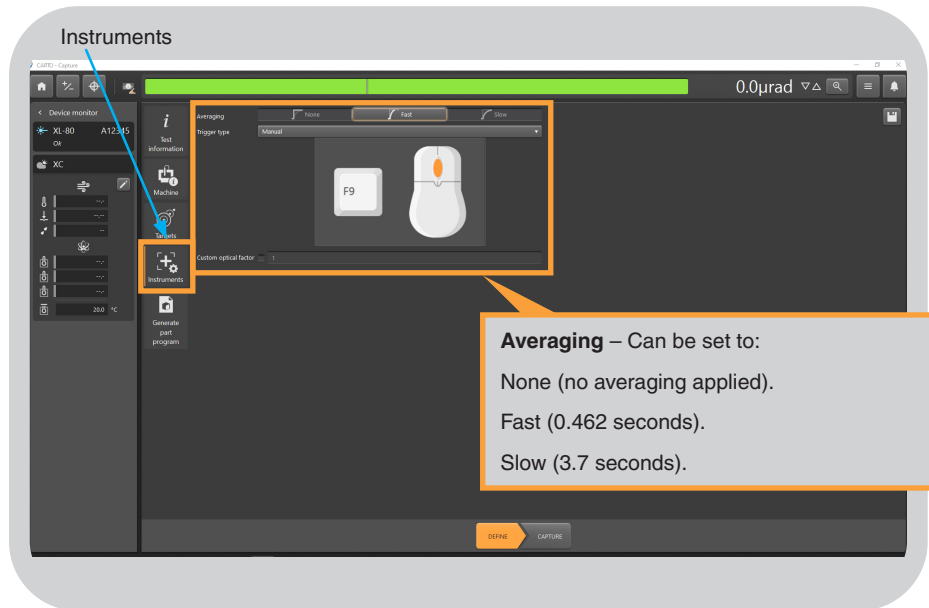 Instruments
CARTO - Capture
0.0μrad
Device monitor
XL-80 A12345
Ok
XC
--.-
--.--
--
--.-
--.-
--.-
20.0 °C
i
Test
information
Machine
Targets
Instruments
Generate
part
program
Averaging None Fast Slow
Trigger type Manual
F9
Custom optical factor 1
Averaging – Can be set to:
None (no averaging applied).
Fast (0.462 seconds).
Slow (3.7 seconds).
DEFINE CAPTURE